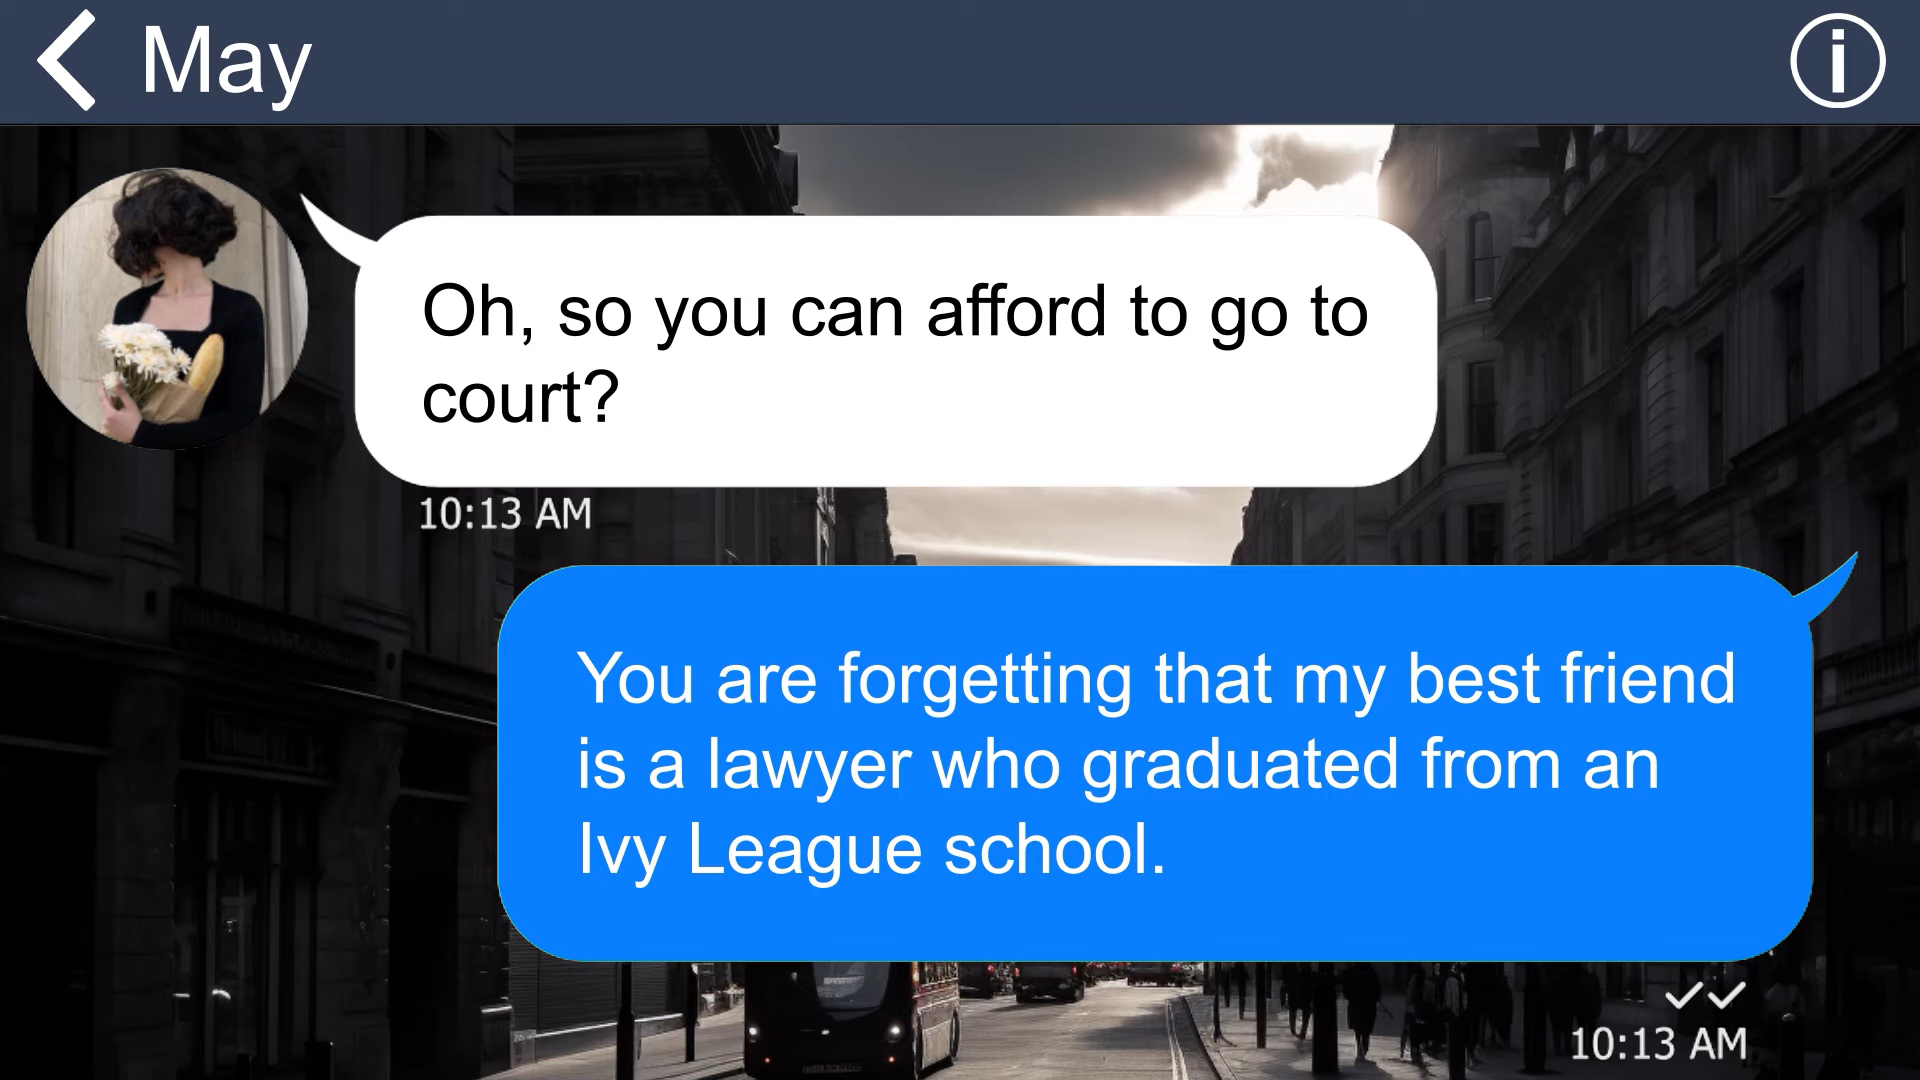 May
Oh, so you can afford to go to
court?
10:13 AM
You are forgetting that my best friend
is a lawyer who graduated from an
Ivy League school.
10:13 AM